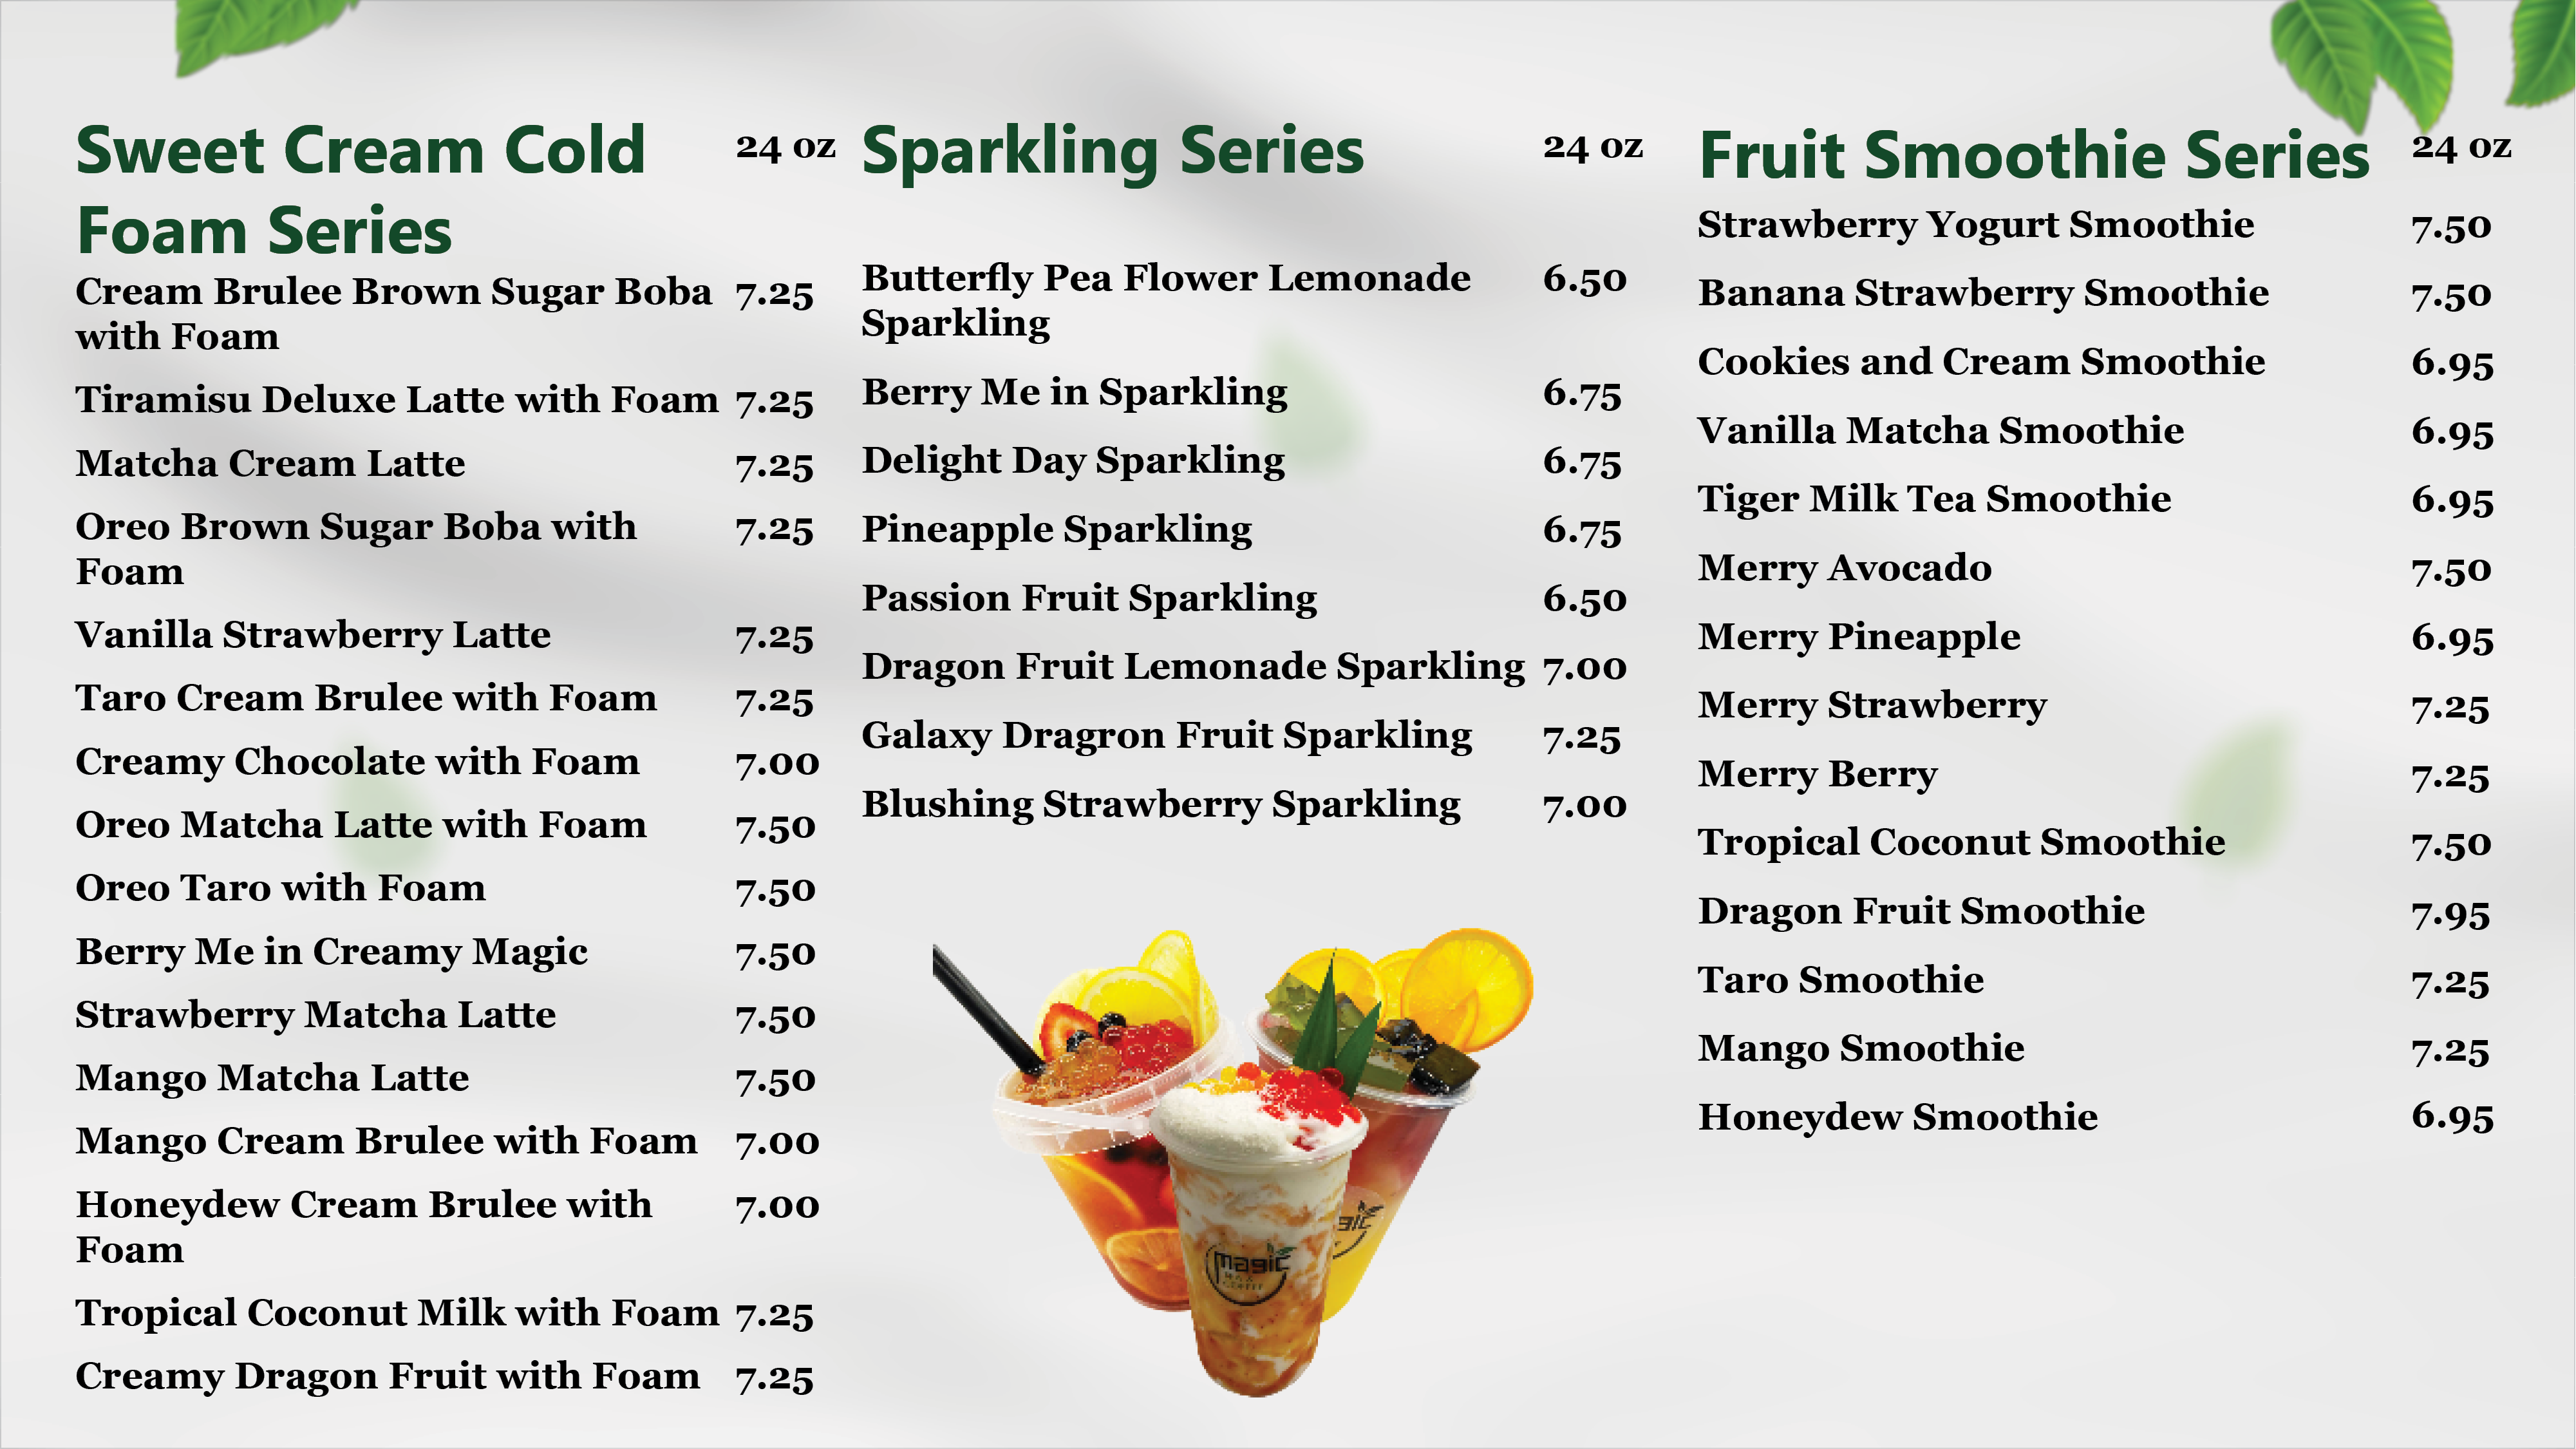 Sweet Cream Cold
Foam Series
24 oz
Cream Brulee Brown Sugar Boba 7.25
with Foam
Tiramisu Deluxe Latte with Foam 7.25
Matcha Cream Latte 7.25
Oreo Brown Sugar Boba with 7.25
Foam
Vanilla Strawberry Latte 7.25
Taro Cream Brulee with Foam 7.25
Creamy Chocolate with Foam 7.00
Oreo Matcha Latte with Foam 7.50
Oreo Taro with Foam 7.50
Berry Me in Creamy Magic 7.50
Strawberry Matcha Latte 7.50
Mango Matcha Latte 7.50
Mango Cream Brulee with Foam 7.00
Honeydew Cream Brulee with 7.00
Foam
Tropical Coconut Milk with Foam 7.25
Creamy Dragon Fruit with Foam 7.25
Sparkling Series 24 oz
Butterfly Pea Flower Lemonade 6.50
Sparkling
Berry Me in Sparkling 6.75
Delight Day Sparkling 6.75
Pineapple Sparkling 6.75
Passion Fruit Sparkling 6.50
Dragon Fruit Lemonade Sparkling 7.00
Galaxy Dragron Fruit Sparkling 7.25
Blushing Strawberry Sparkling 7.00
magic
Fruit Smoothie Series 24 oz
Strawberry Yogurt Smoothie 7.50
Banana Strawberry Smoothie 7.50
Cookies and Cream Smoothie 6.95
Vanilla Matcha Smoothie 6.95
Tiger Milk Tea Smoothie 6.95
Merry Avocado 7.50
Merry Pineapple 6.95
Merry Strawberry 7.25
Merry Berry 7.25
Tropical Coconut Smoothie 7.50
Dragon Fruit Smoothie 7.95
Taro Smoothie 7.25
Mango Smoothie 7.25
Honeydew Smoothie 6.95